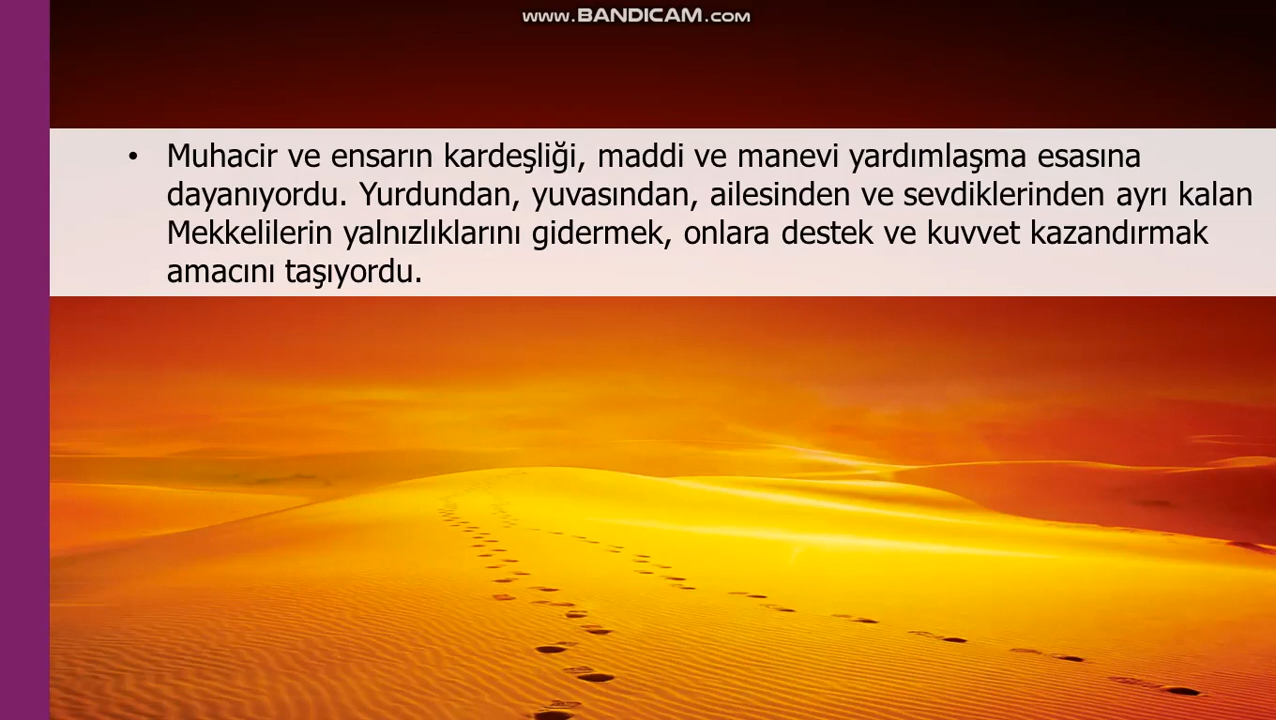 www.BANDICAM.com
• Muhacir ve ensarın kardeşliği, maddi ve manevi yardımlaşma esasına
dayanıyordu. Yurdundan, yuvasından, ailesinden ve sevdiklerinden ayrı kalan
Mekkelilerin yalnızlıklarını gidermek, onlara destek ve kuvvet kazandırmak
amacını taşıyordu.